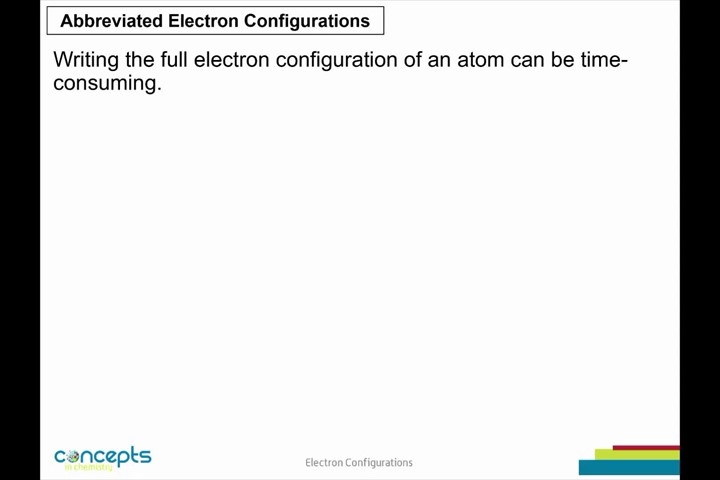 Abbreviated Electron Configurations
Writing the full electron configuration of an atom can be time-
consuming.
concepts
in chemistry
Electron Configurations